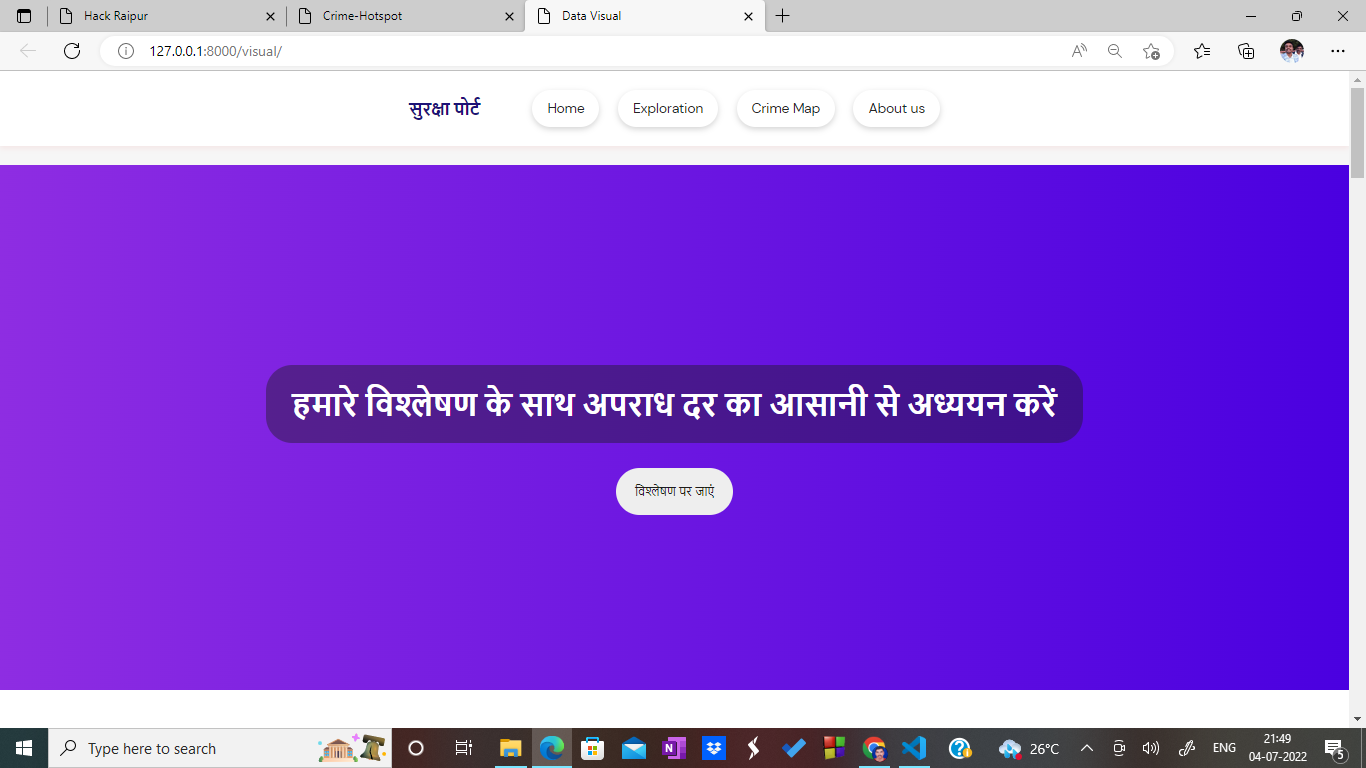 Hack Raipur
Crime-Hotspot
Data Visual
127.0.0.1:8000/visual/
सुरक्षा पोर्ट
Home
Exploration
Crime Map
About us
हमारे विश्लेषण के साथ अपराध दर का आसानी से अध्ययन करें
विश्लेषण पर जाएं
Type here to search
26°C
ENG
21:49
04-07-2022
5